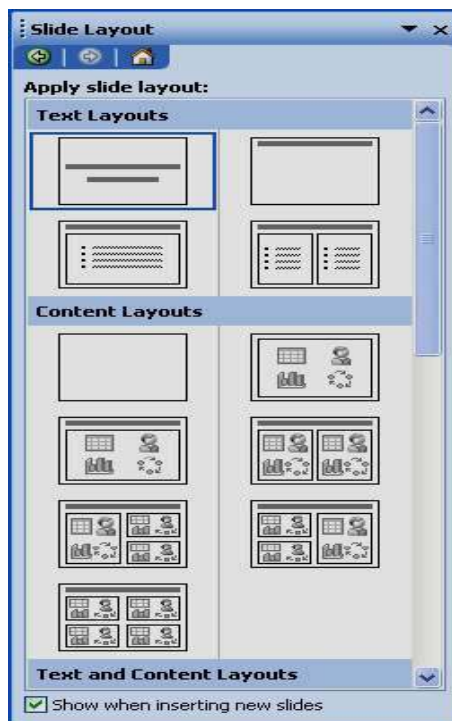 Slide Layout
Apply slide layout:
Text Layouts
Content Layouts
Text and Content Layouts
Show when inserting new slides